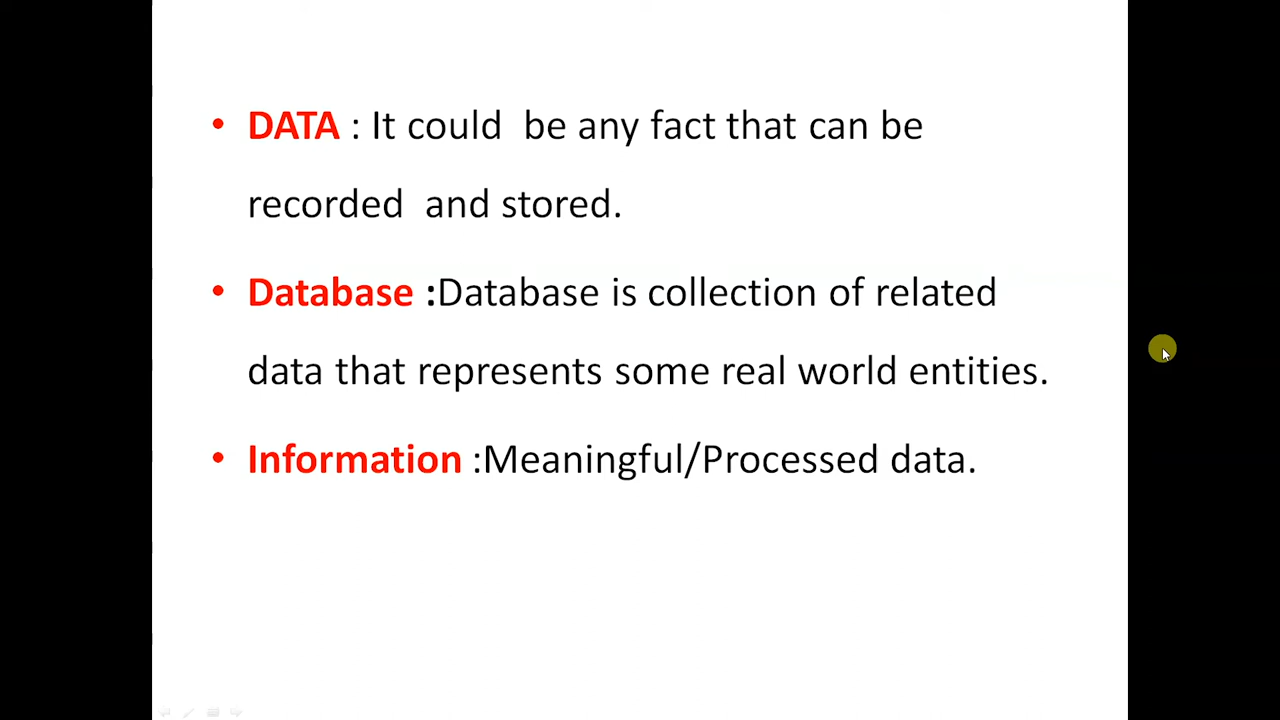 • DATA : It could  be any fact that can be
recorded  and stored.
• Database :Database is collection of related
data that represents some real world entities.
• Information :Meaningful/Processed data.